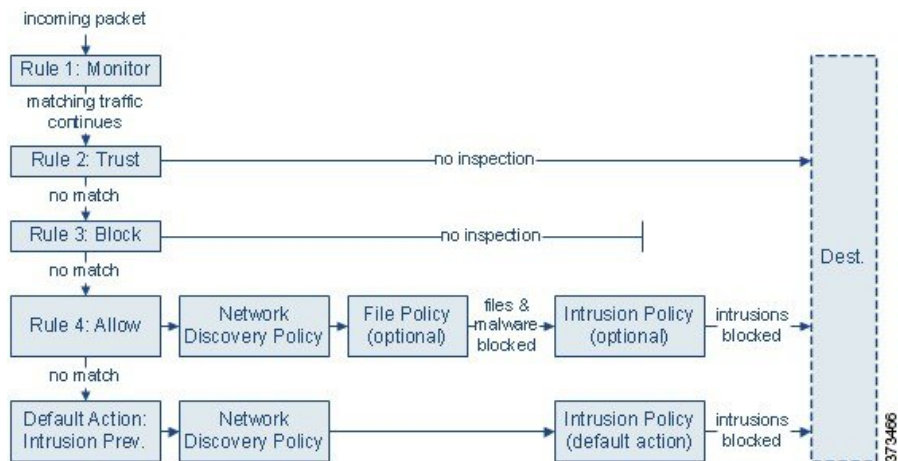 incoming packet
Rule 1: Monitor
matching traffic
continues
Rule 2: Trust
no inspection
no match
Rule 3: Block
no inspection
no match
Rule 4: Allow
Network
Discovery Policy
File Policy
(optional)
files &
malware
blocked
Intrusion Policy
(optional)
intrusions
blocked
no match
Default Action:
Intrusion Prev.
Network
Discovery Policy
Intrusion Policy
(default action)
intrusions
blocked
Dest.
373466